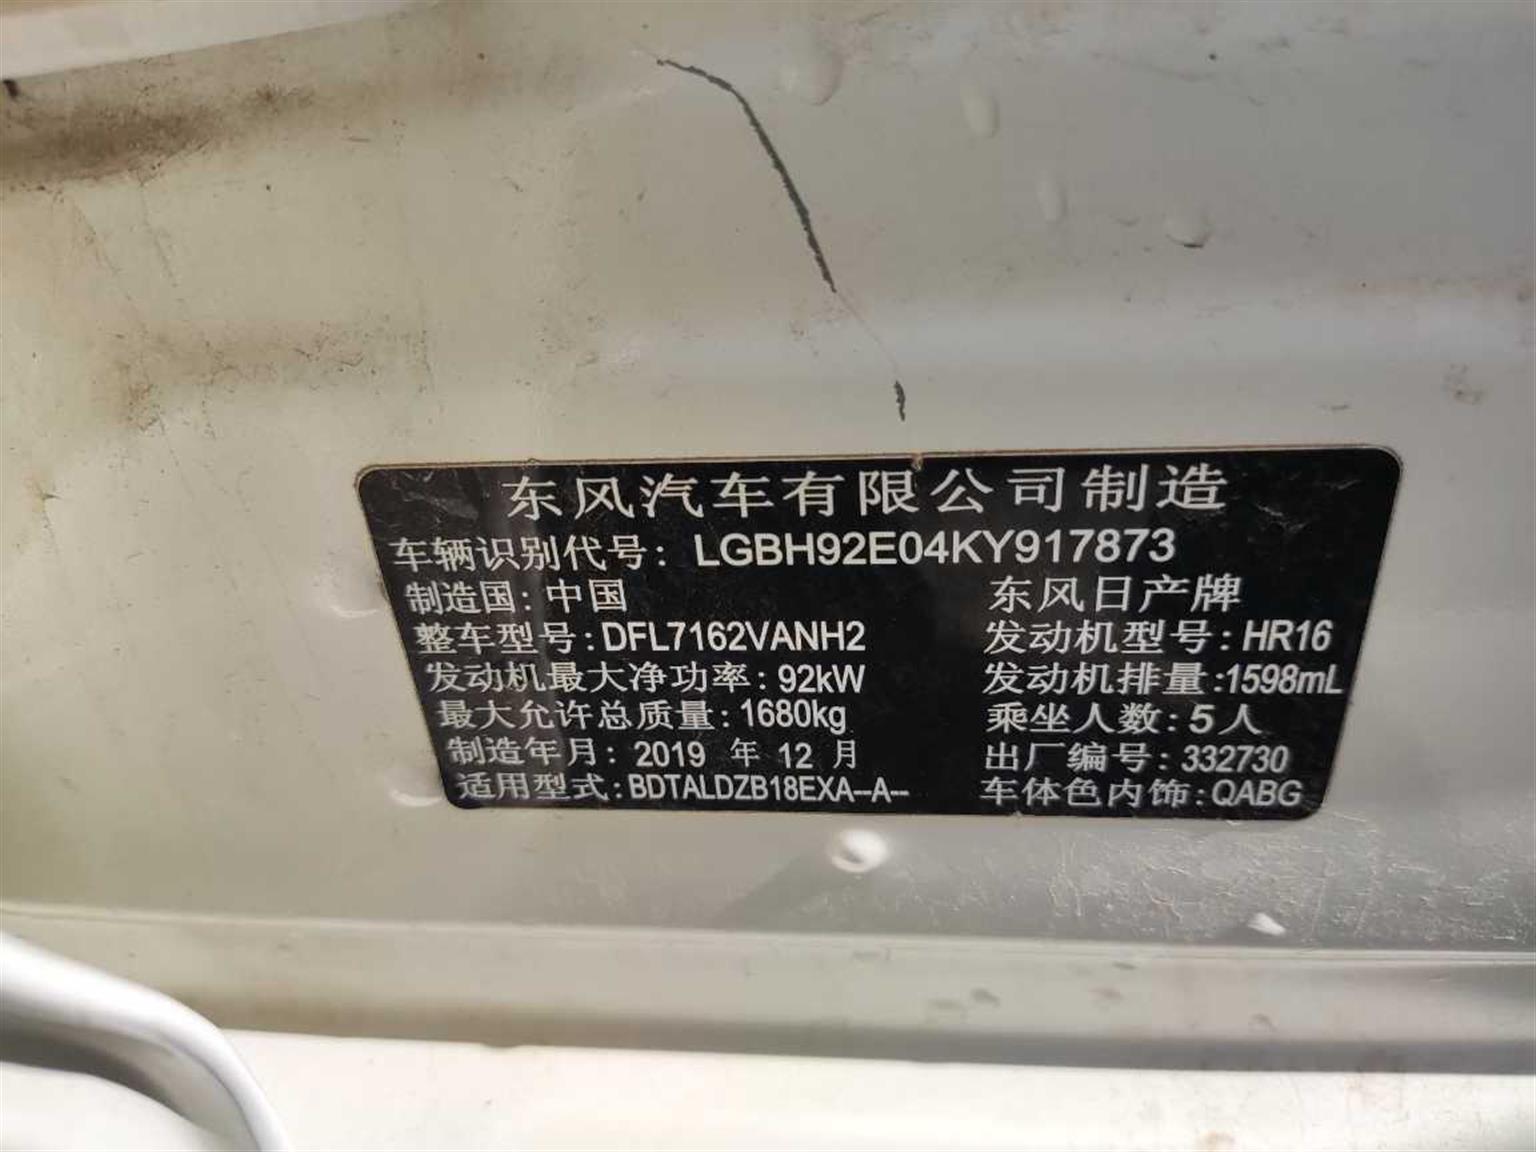 东风汽车有限公司制造
车辆识别代号: LGBH92E04KY917873
制造国: 中国 东风日产牌
整车型号: DFL7162VANH2 发动机型号: HR16
发动机最大净功率: 92kW 发动机排量: 1598mL
最大允许总质量: 1680kg 乘坐人数: 5人
制造年月: 2019 年 12 月 出厂编号: 332730
适用型式: BDTALDZB18EXA--A-- 车体色内饰: QABG